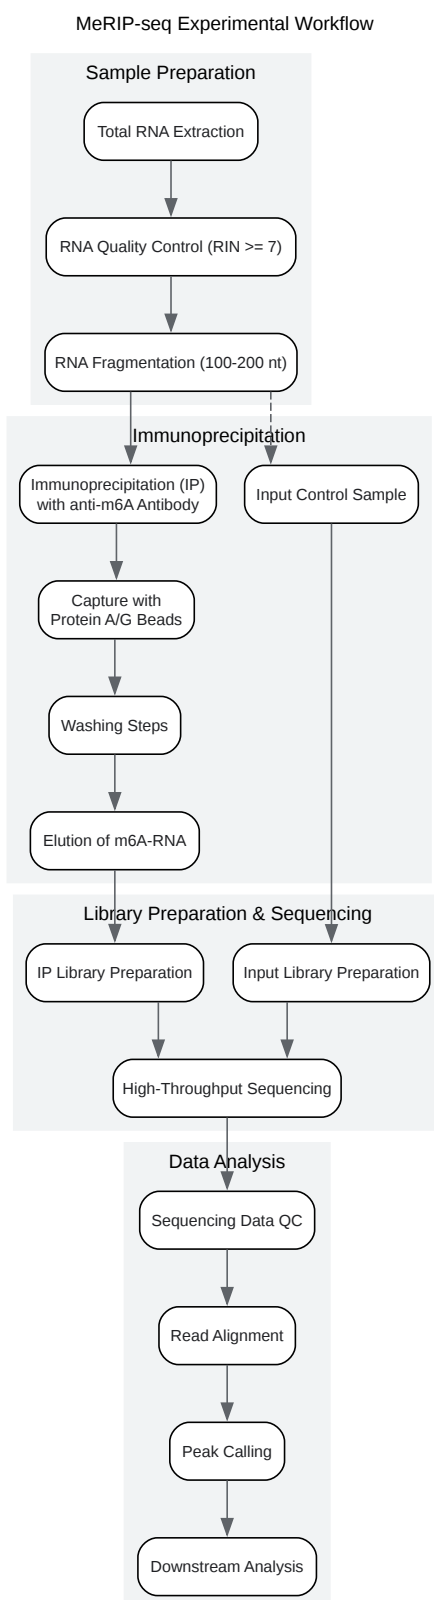 MeRIP-seq Experimental Workflow
Sample Preparation
Total RNA Extraction
RNA Quality Control (RIN >= 7)
RNA Fragmentation (100-200 nt)
Immunoprecipitation
Immunoprecipitation (IP)
with anti-m6A Antibody
Input Control Sample
Capture with
Protein A/G Beads
Washing Steps
Elution of m6A-RNA
Library Preparation & Sequencing
IP Library Preparation
Input Library Preparation
High-Throughput Sequencing
Data Analysis
Sequencing Data QC
Read Alignment
Peak Calling
Downstream Analysis